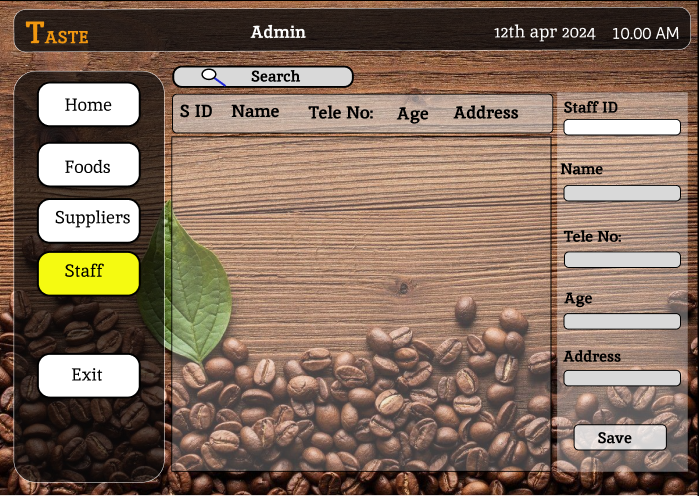 TASTE Admin 12th apr 2024 10.00 AM
Search
Home
Foods
Suppliers
Staff
Exit
S ID Name Tele No: Age Address
Staff ID
Name
Tele No:
Age
Address
Save